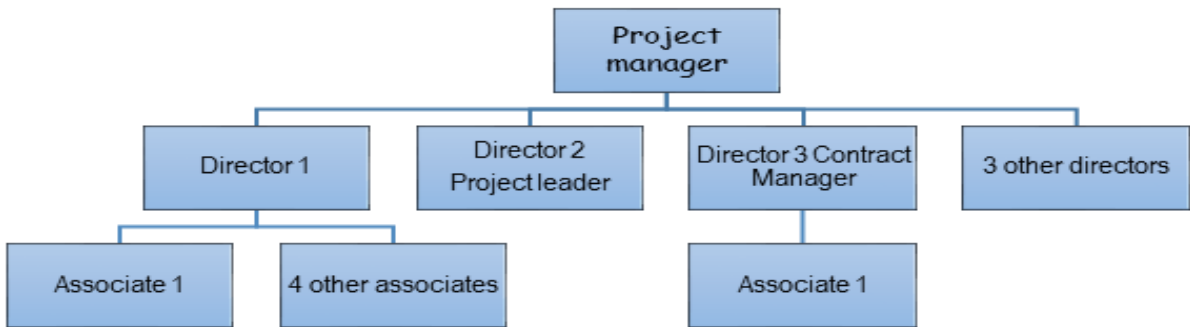 Project
manager
Director 1
Director 2
Project leader
Director 3 Contract
Manager
3 other directors
Associate 1
4 other associates
Associate 1